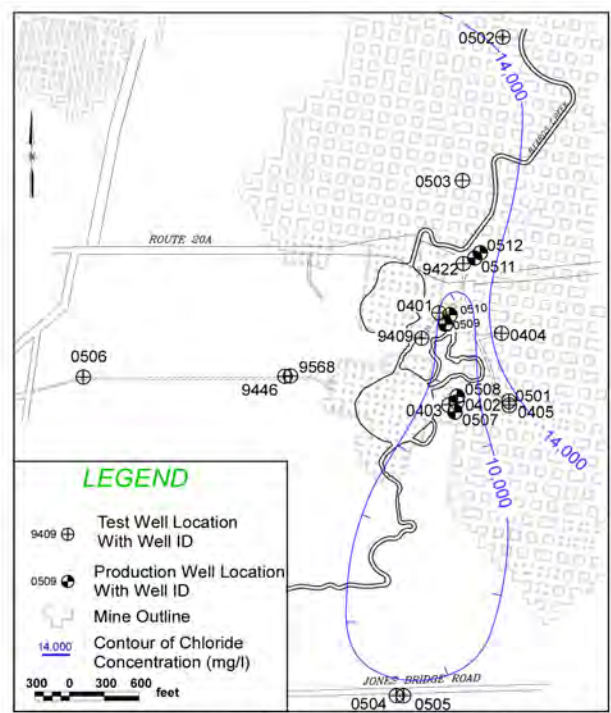 0502
14,000
BEARDS CREEK
0503
ROUTE 20A
0512
9422
0511
0401
0510
0509
9409
0404
0506
9568
9446
0508
0501
0403
0402
0405
0507
14,000
10,000
LEGEND
9409
Test Well Location
With Well ID
0509
Production Well Location
With Well ID
Mine Outline
14,000
Contour of Chloride
Concentration (mg/l)
300 0 300 600
feet
JONES BRIDGE ROAD
0504
0505